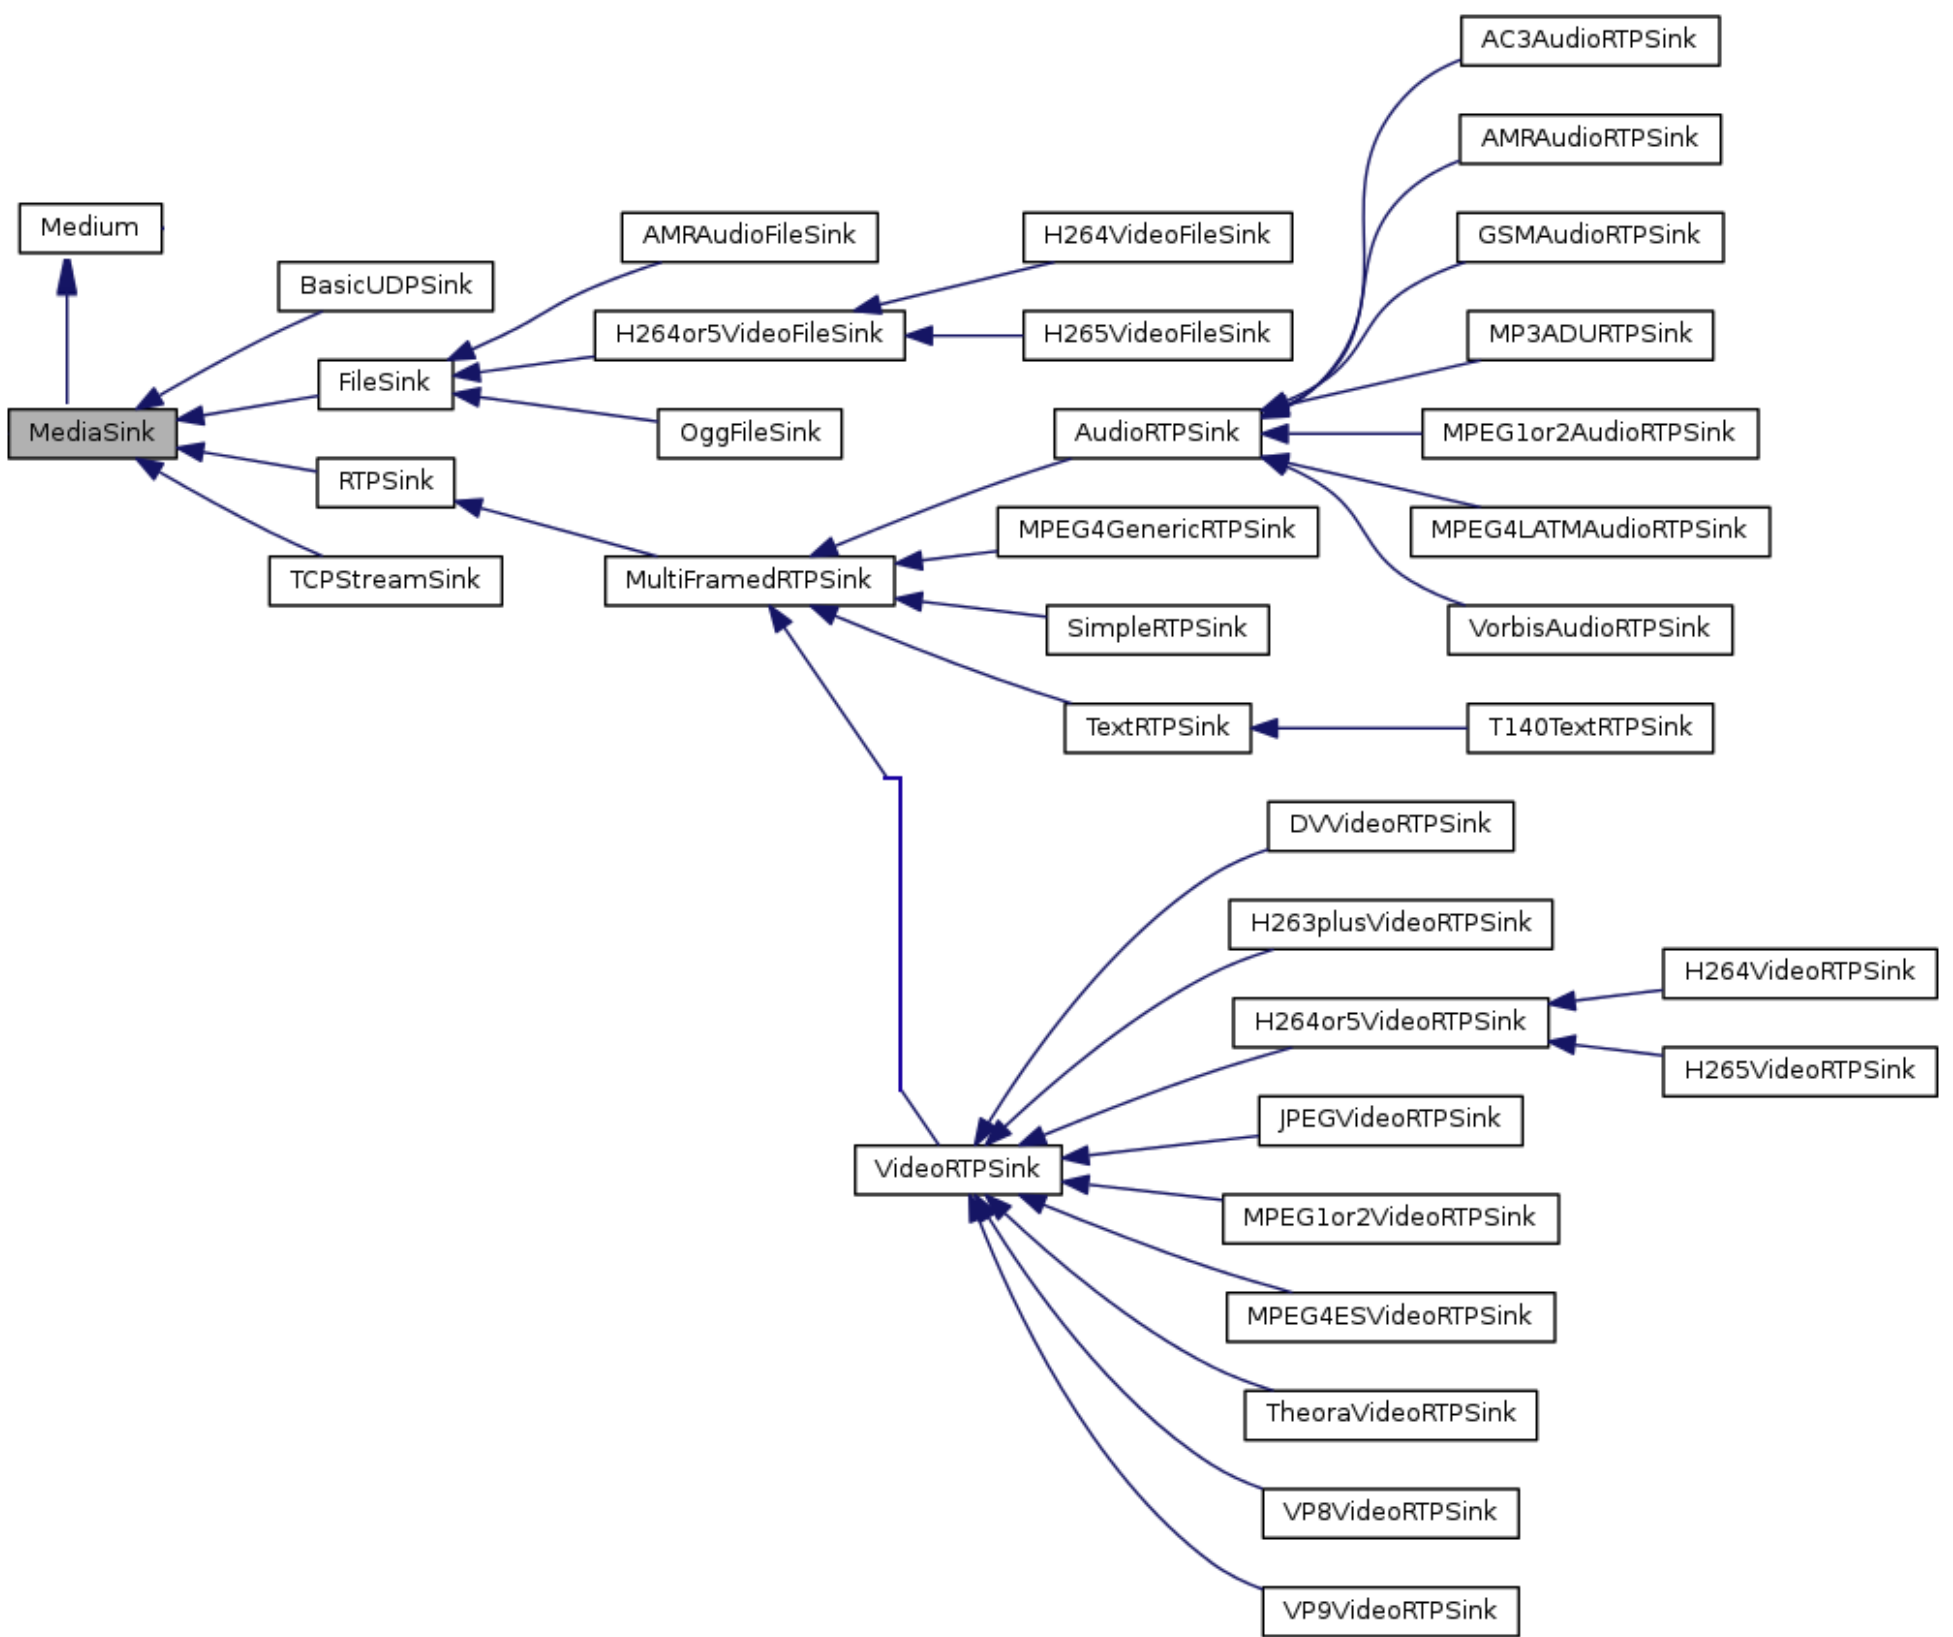 AC3AudioRTPSink
AMRAudioRTPSink
Medium
AMRAudioFileSink
H264VideoFileSink
GSMAudioRTPSink
BasicUDPSink
H264or5VideoFileSink
H265VideoFileSink
MP3ADURTPSink
FileSink
MediaSink
OggFileSink
AudioRTPSink
MPEG1or2AudioRTPSink
RTPSink
MPEG4GenericRTPSink
MPEG4LATMAudioRTPSink
TCPStreamSink
MultiFramedRTPSink
SimpleRTPSink
VorbisAudioRTPSink
TextRTPSink
T140TextRTPSink
DVVideoRTPSink
H263plusVideoRTPSink
H264VideoRTPSink
H264or5VideoRTPSink
H265VideoRTPSink
JPEGVideoRTPSink
VideoRTPSink
MPEG1or2VideoRTPSink
MPEG4ESVideoRTPSink
TheoraVideoRTPSink
VP8VideoRTPSink
VP9VideoRTPSink